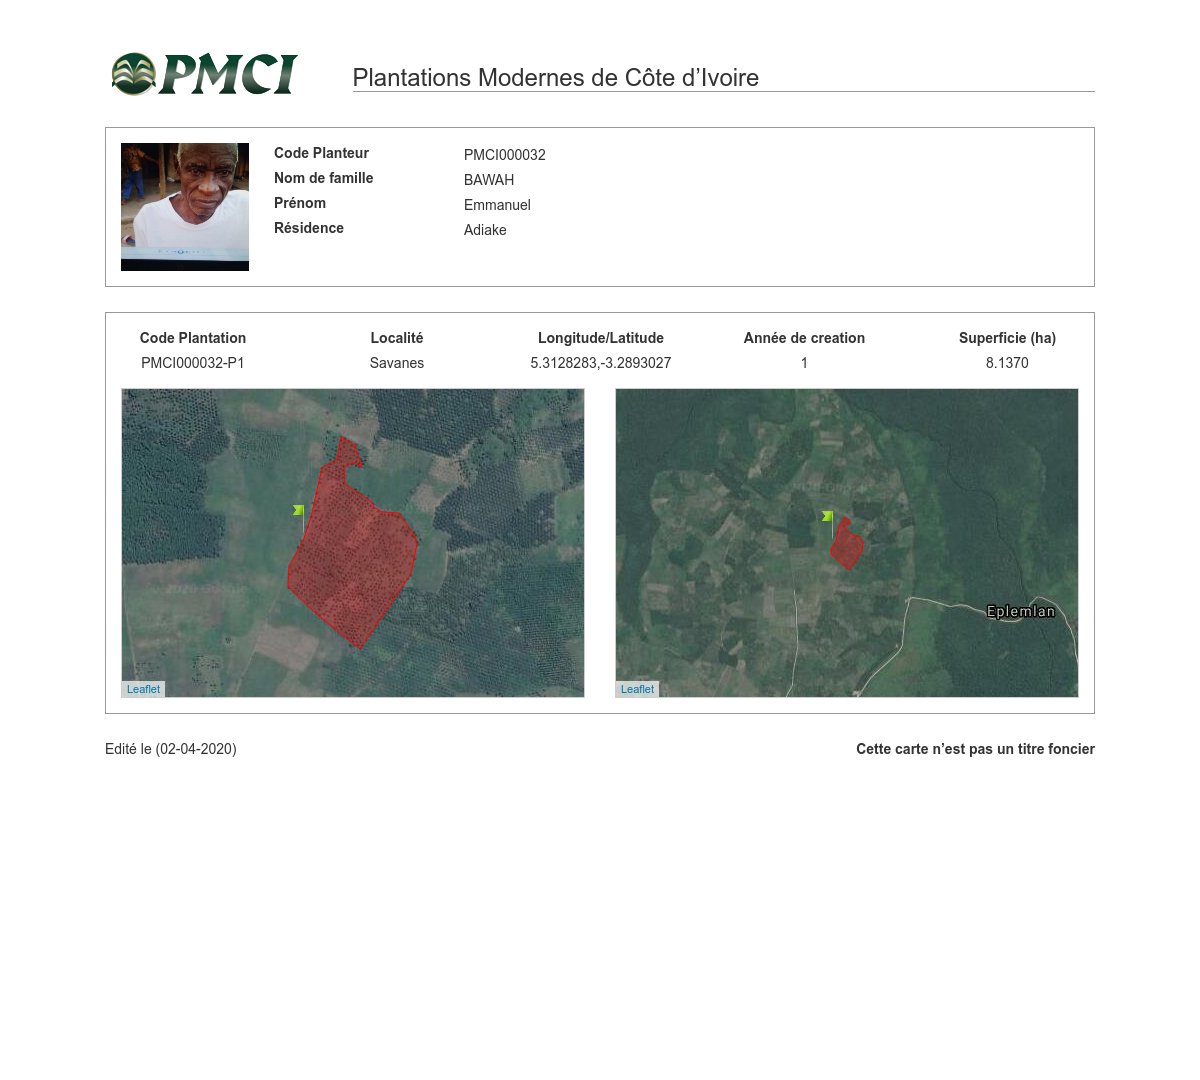 PMCI
Plantations Modernes de Côte d’Ivoire
Code Planteur PMCI000032
Nom de famille BAWAH
Prénom Emmanuel
Résidence Adiake
Code Plantation Localité Longitude/Latitude Année de creation Superficie (ha)
PMCI000032-P1 Savanes 5.3128283,-3.2893027 1 8.1370
Eplemlan
Leaflet Leaflet
Edité le (02-04-2020) Cette carte n’est pas un titre foncier